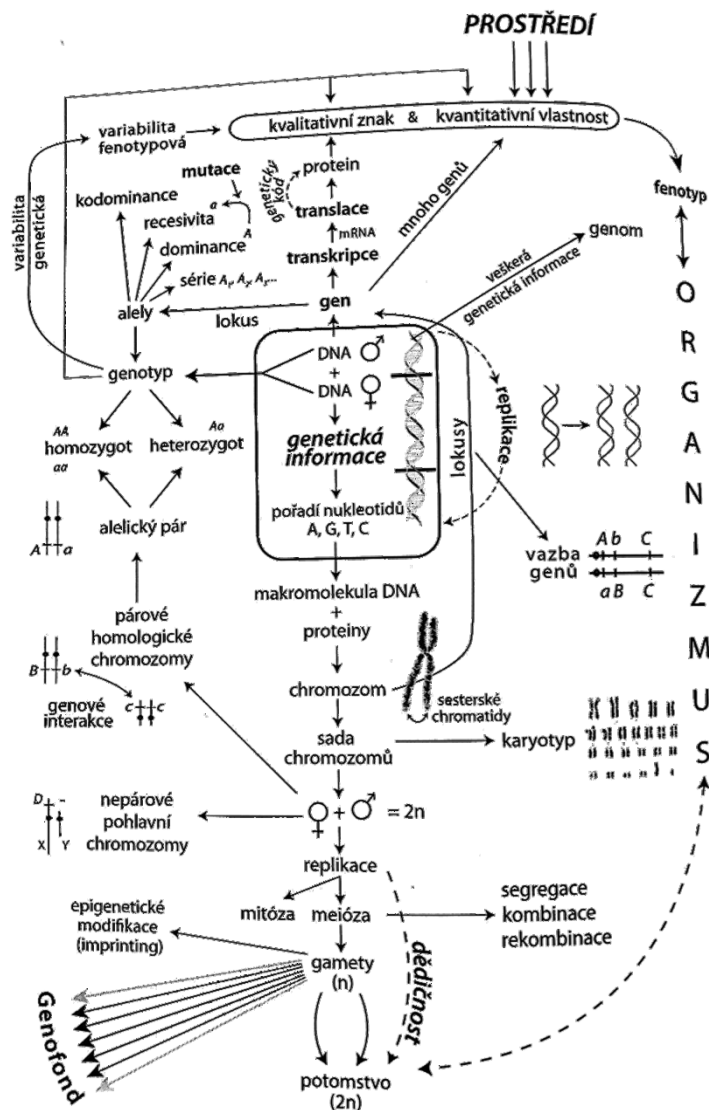 PROSTŘEDÍ
kvalitativní znak & kvantitativní vlastnost
variabilita
fenotypová
variabilita
genetická
mutace
genetický
kód
protein
translace
mRNA
transkripce
gen
mnoho genů
fenotyp
genom
veškerá
genetická informace
kodominance
recesivita
a
A
dominance
série A₁, A₂, A₃...
alely
lokus
genotyp
DNA ♂
+
DNA ♀
genetická
informace
pořadí nukleotidů
A, G, T, C
replikace
lokusy
ORGANIZMUS
AA
homozygot
aa
Aa
heterozygot
alelický pár
A a
vazba
genů
A b C
a B C
makromolekula DNA
+
proteiny
párové
homologické
chromozomy
B b
genové
interakce
c c
chromozom
sesterské
chromatidy
sada
chromozomů
karyotyp
♀ + ♂ = 2n
D -
X Y
nepárové
pohlavní
chromozomy
replikace
mitóza
meióza
segregace
kombinace
rekombinace
epigenetické
modifikace
(imprinting)
gamety
(n)
dědičnost
Genofond
potomstvo
(2n)